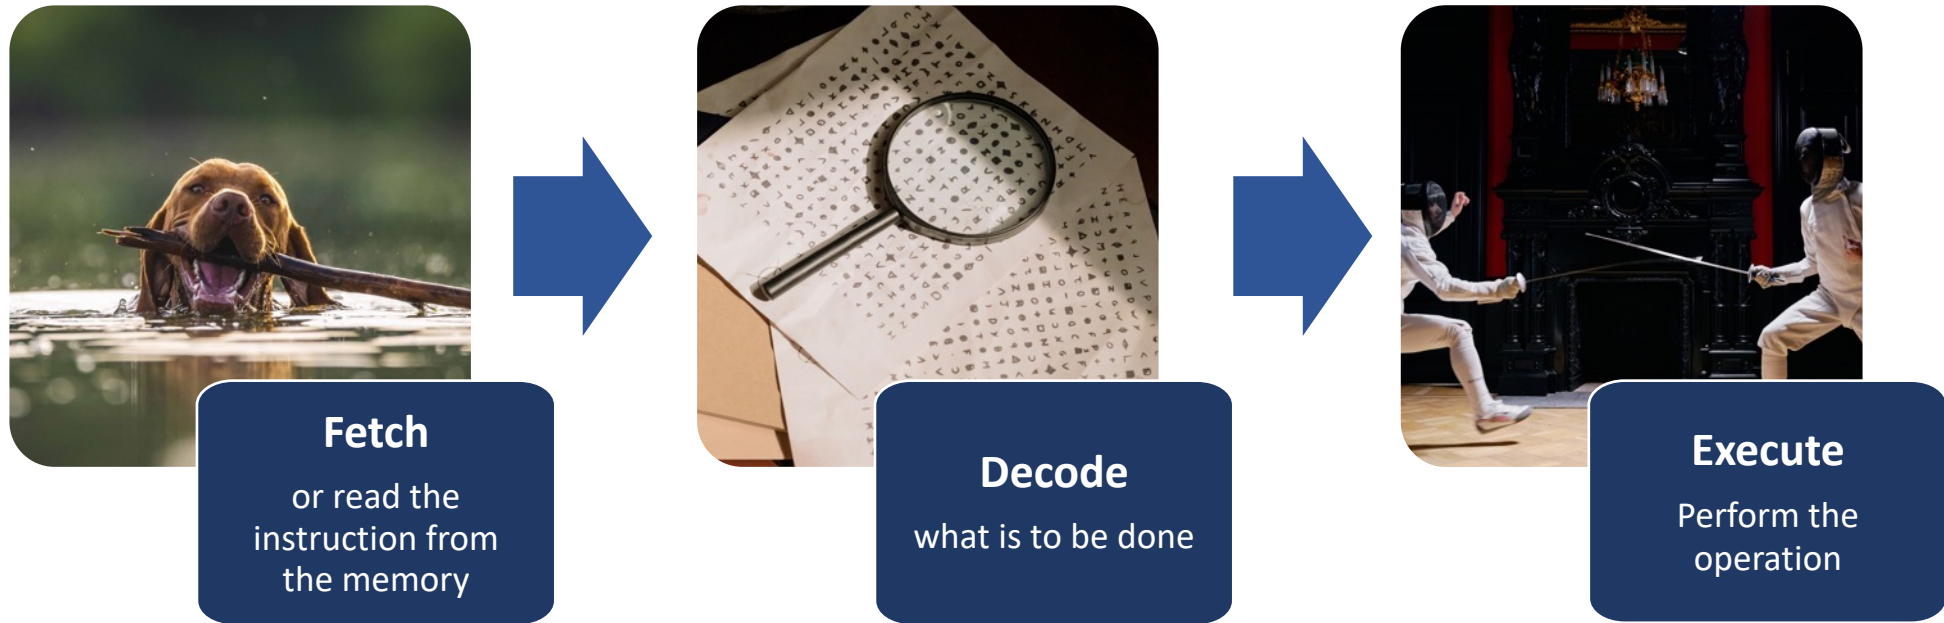 Fetch
or read the
instruction from
the memory
Decode
what is to be done
Execute
Perform the
operation